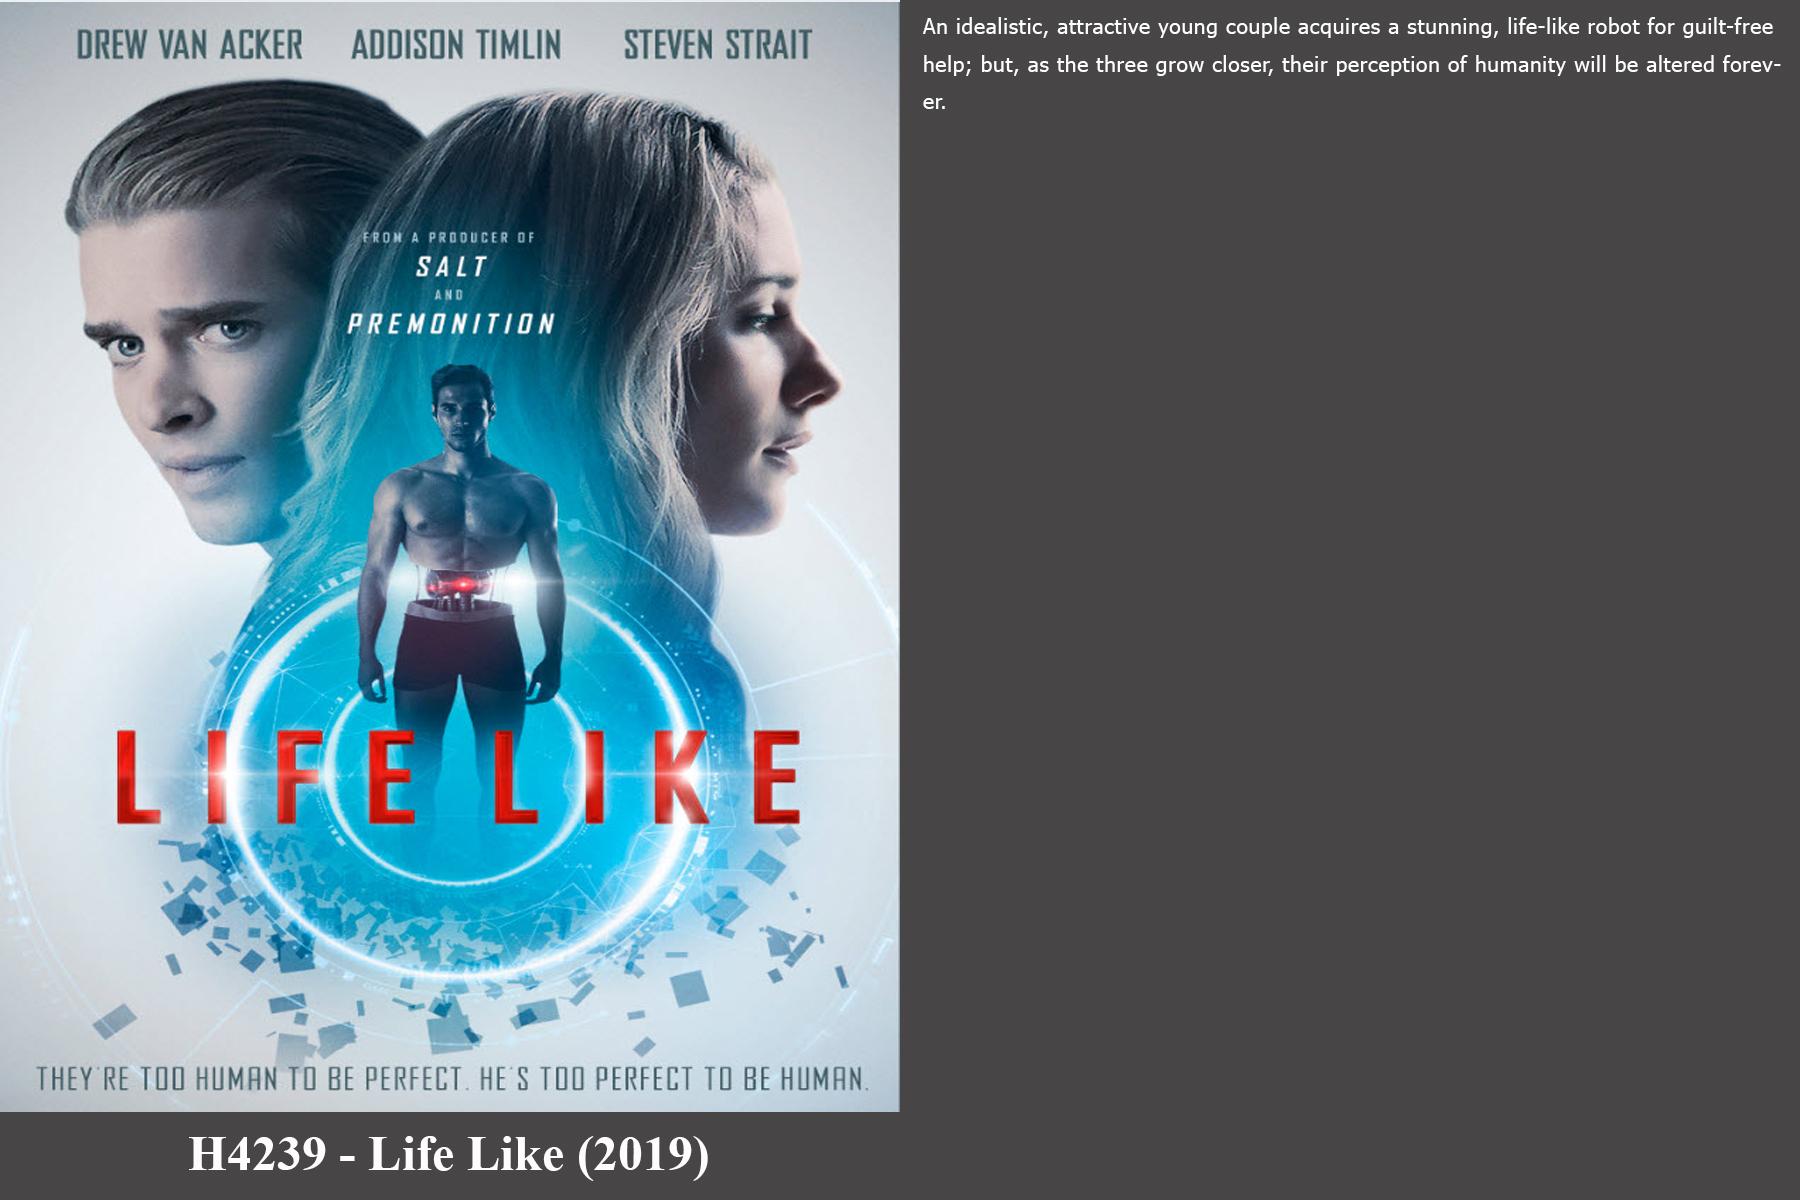 DREW VAN ACKER ADDISON TIMLIN STEVEN STRAIT
FROM A PRODUCER OF
SALT
AND
PREMONITION
LIFE LIKE
THEY'RE TOO HUMAN TO BE PERFECT. HE'S TOO PERFECT TO BE HUMAN.
H4239 - Life Like (2019)
An idealistic, attractive young couple acquires a stunning, life-like robot for guilt-free
help; but, as the three grow closer, their perception of humanity will be altered forev-
er.